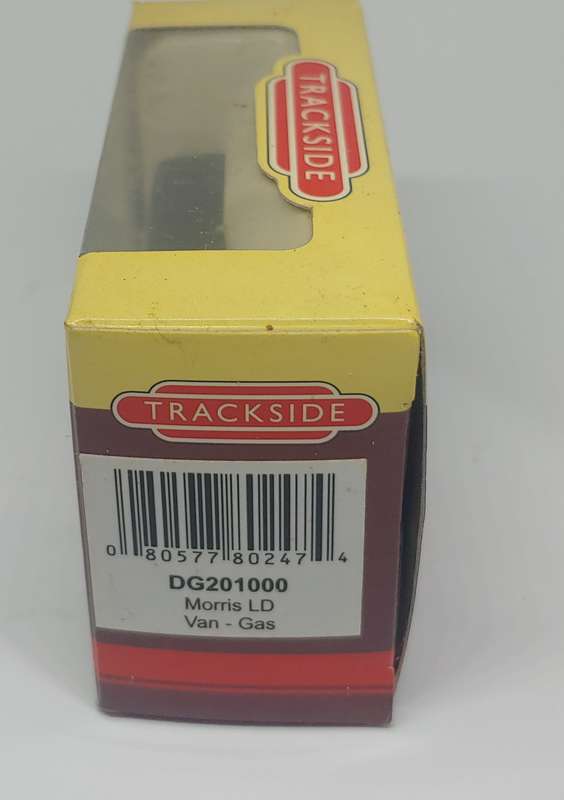 TRACKSIDE
TRACKSIDE
0 80577 80247 4
DG201000
Morris LD
Van - Gas